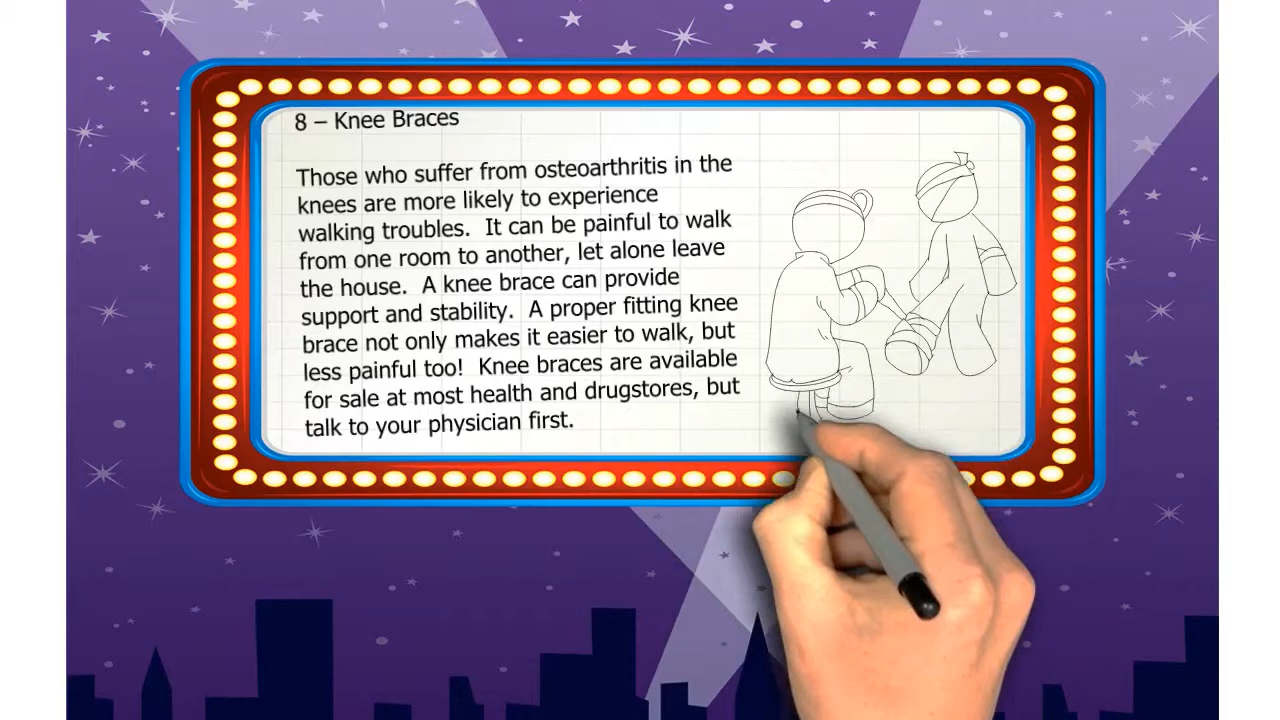 8 – Knee Braces
Those who suffer from osteoarthritis in the
knees are more likely to experience
walking troubles.  It can be painful to walk
from one room to another, let alone leave
the house.  A knee brace can provide
support and stability.  A proper fitting knee
brace not only makes it easier to walk, but
less painful too!  Knee braces are available
for sale at most health and drugstores, but
talk to your physician first.